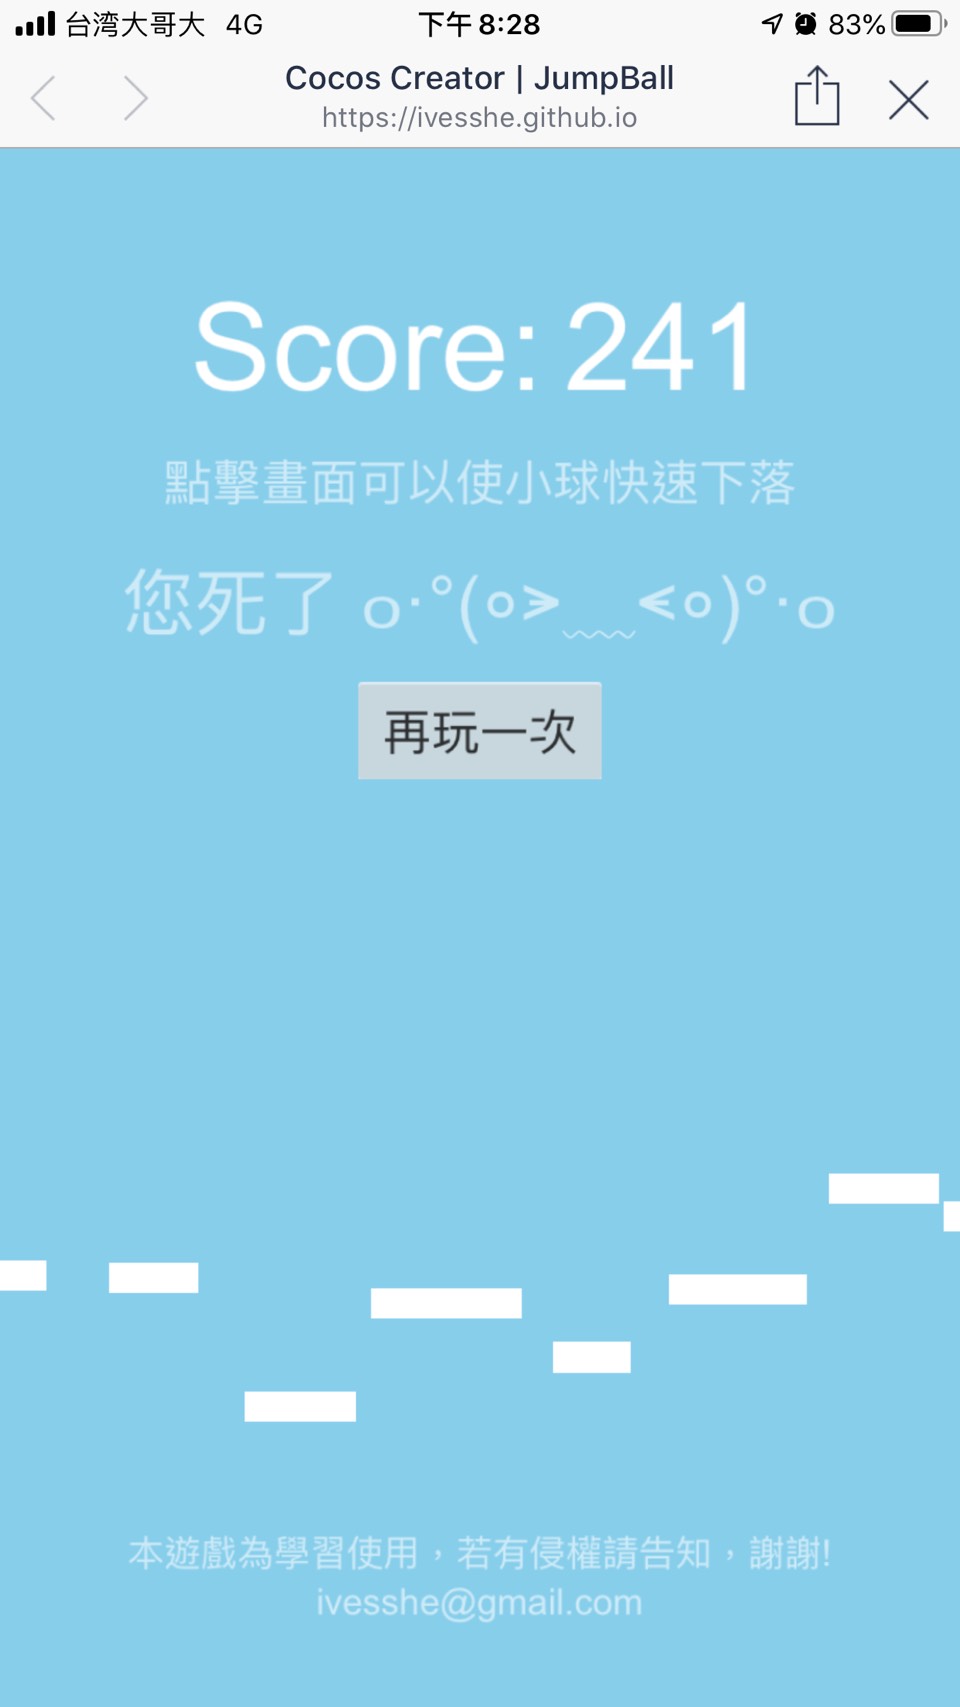 台湾大哥大 4G 下午 8:28 83%
Cocos Creator | JumpBall
https://ivesshe.github.io
Score: 241
點擊畫面可以使小球快速下落
您死了 o·°(∘>﹏<∘)°·o
再玩一次
本遊戲為學習使用，若有侵權請告知，謝謝!
ivesshe@gmail.com